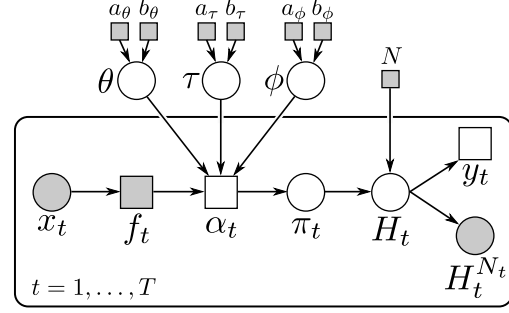 a_θ b_θ a_τ b_τ a_ϕ b_ϕ
N
θ τ ϕ
x_t f_t α_t π_t H_t y_t
H_t^{N_t}
t = 1, . . . , T